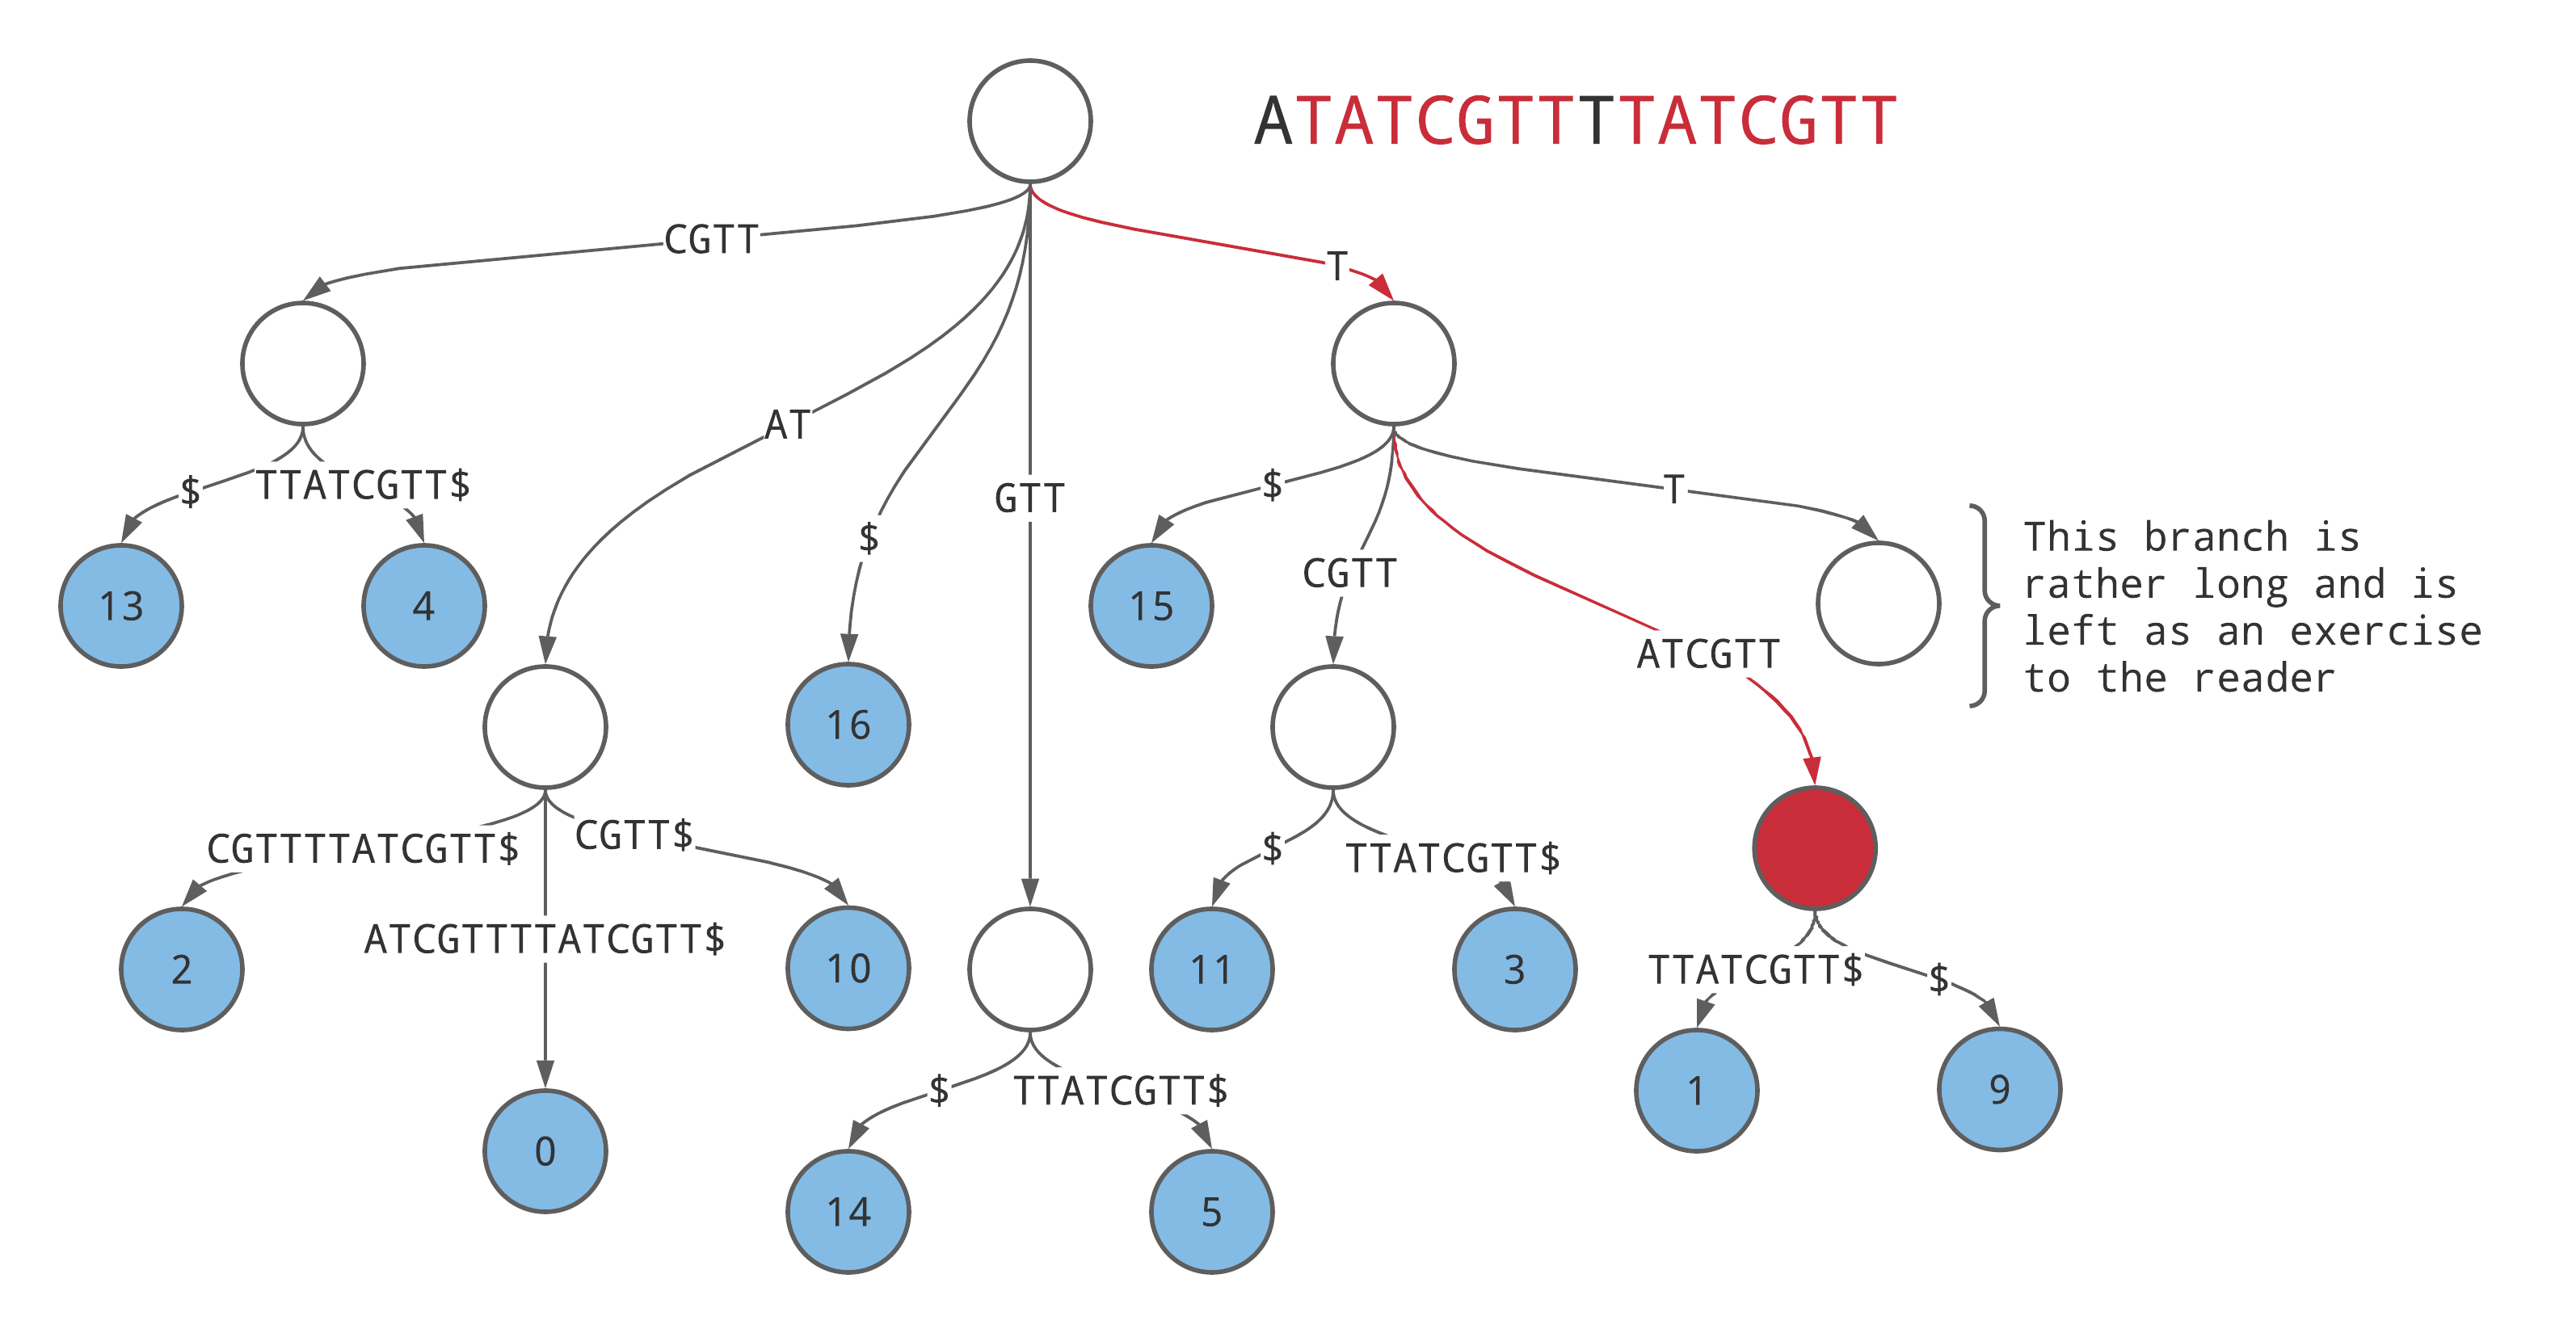 ATATCGTTTTATCGTT
CGTT
T
AT
$
TTATCGTT$
$
GTT
$
T
This branch is
rather long and is
left as an exercise
to the reader
$
CGTT
ATCGTT
13
4
15
16
CGTTTTATCGTT$
CGTT$
$
TTATCGTT$
ATCGTTTTATCGTT$
2
10
11
3
TTATCGTT$
$
$
TTATCGTT$
1
9
0
14
5